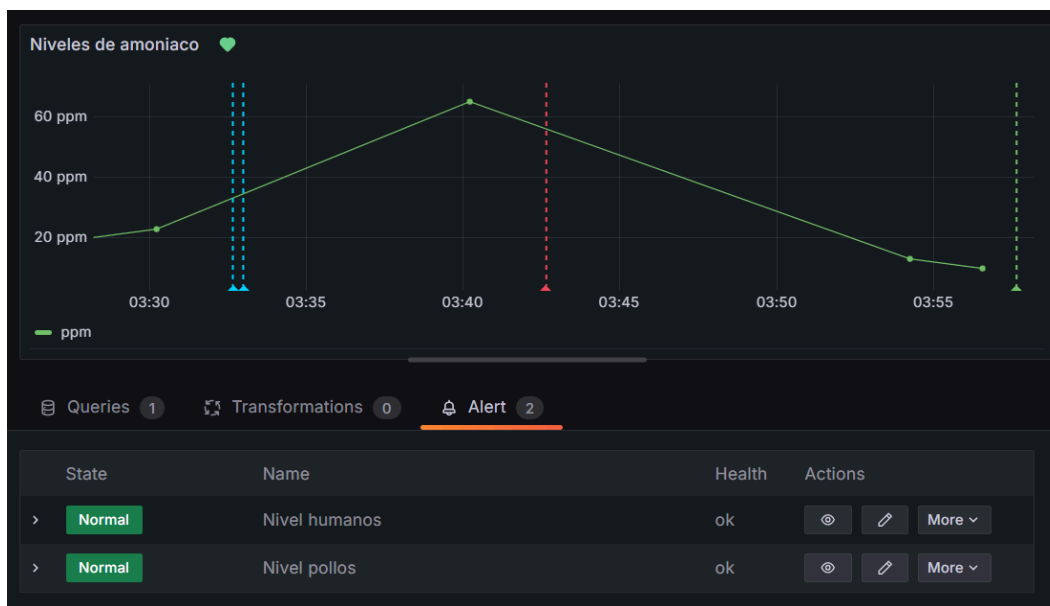 Niveles de amoniaco
60 ppm
40 ppm
20 ppm
03:30 03:35 03:40 03:45 03:50 03:55
ppm
Queries 1 Transformations 0 Alert 2
State Name Health Actions
Normal Nivel humanos ok More
Normal Nivel pollos ok More